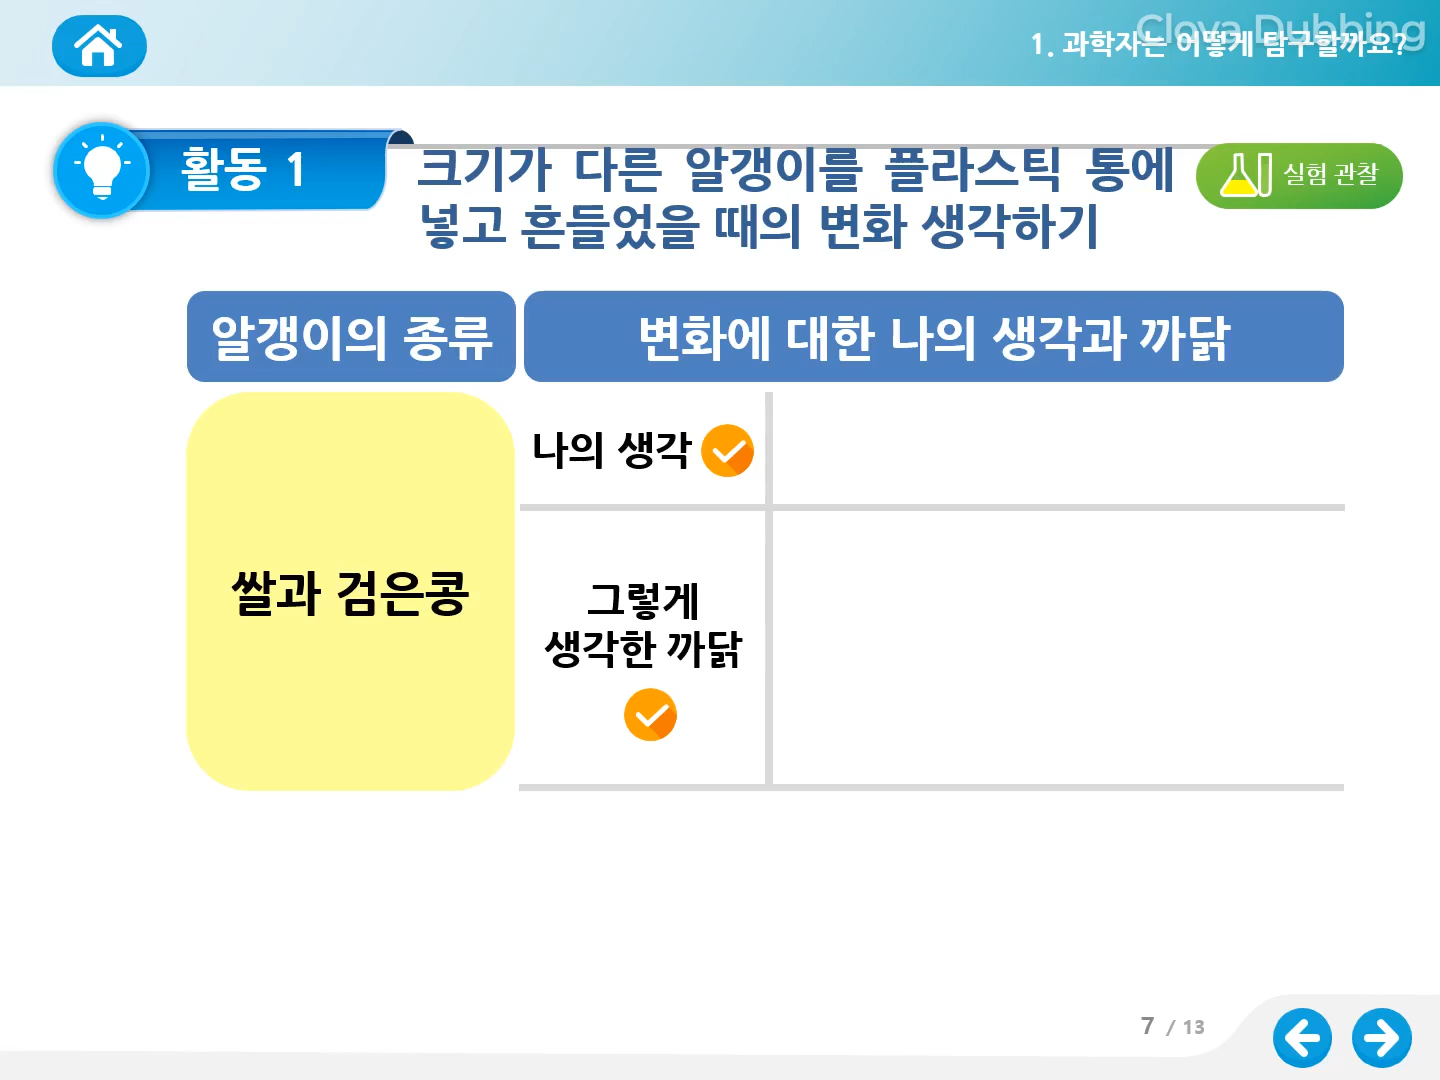 Clova Dubbing
1. 과학자는 어떻게 탐구할까요?
활동 1
크기가 다른 알갱이를 플라스틱 통에
넣고 흔들었을 때의 변화 생각하기
실험 관찰
알갱이의 종류
변화에 대한 나의 생각과 까닭
나의 생각
쌀과 검은콩
그렇게
생각한 까닭
7 / 13